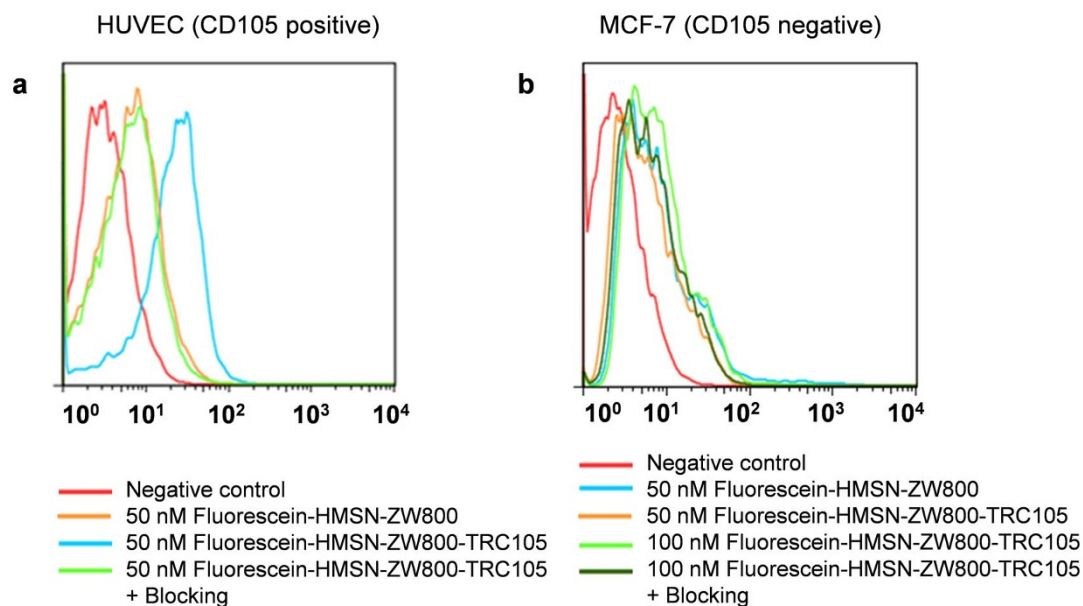 HUVEC (CD105 positive)
MCF-7 (CD105 negative)
a
b
10⁰ 10¹ 10² 10³ 10⁴
10⁰ 10¹ 10² 10³ 10⁴
Negative control
50 nM Fluorescein-HMSN-ZW800
50 nM Fluorescein-HMSN-ZW800-TRC105
50 nM Fluorescein-HMSN-ZW800-TRC105
+ Blocking
Negative control
50 nM Fluorescein-HMSN-ZW800
50 nM Fluorescein-HMSN-ZW800-TRC105
100 nM Fluorescein-HMSN-ZW800-TRC105
100 nM Fluorescein-HMSN-ZW800-TRC105
+ Blocking